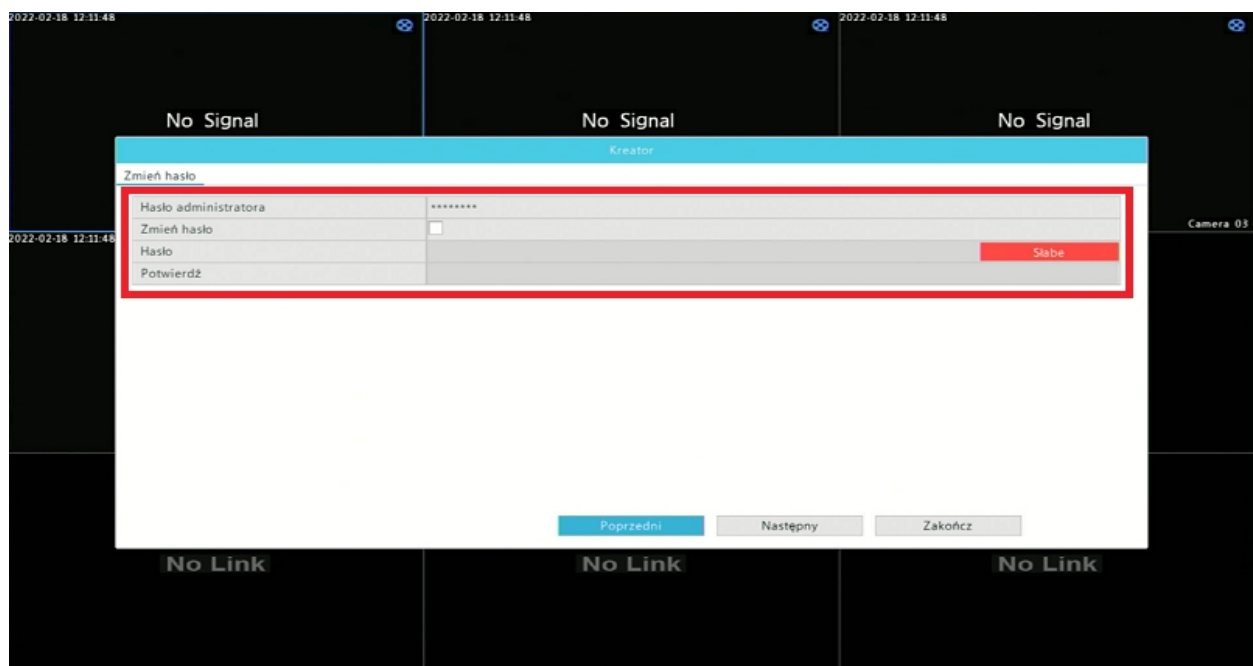 2022-02-18 12:11:48
2022-02-18 12:11:48
2022-02-18 12:11:48
No Signal
No Signal
No Signal
Kreator
Zmień hasło
Hasło administratora ********
Zmień hasło
Hasło Słabe
Potwierdź
Camera 03
2022-02-18 12:11:48
Poprzedni Następny Zakończ
No Link
No Link
No Link